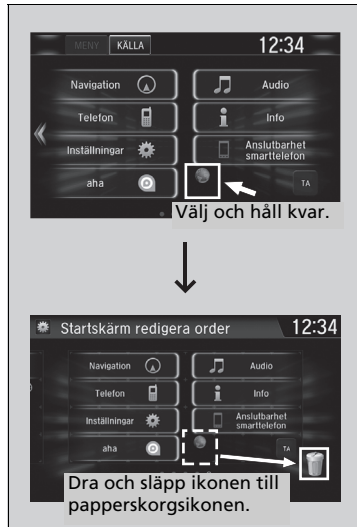 MENY KÄLLA 12:34
Navigation Audio
Telefon Info
Inställningar Anslutbarhet
smarttelefon
aha TA
Välj och håll kvar.
Startskärm redigera order 12:34
Navigation Audio
Telefon Info
Inställningar Anslutbarhet
smarttelefon
aha TA
Dra och släpp ikonen till
papperskorgsikonen.